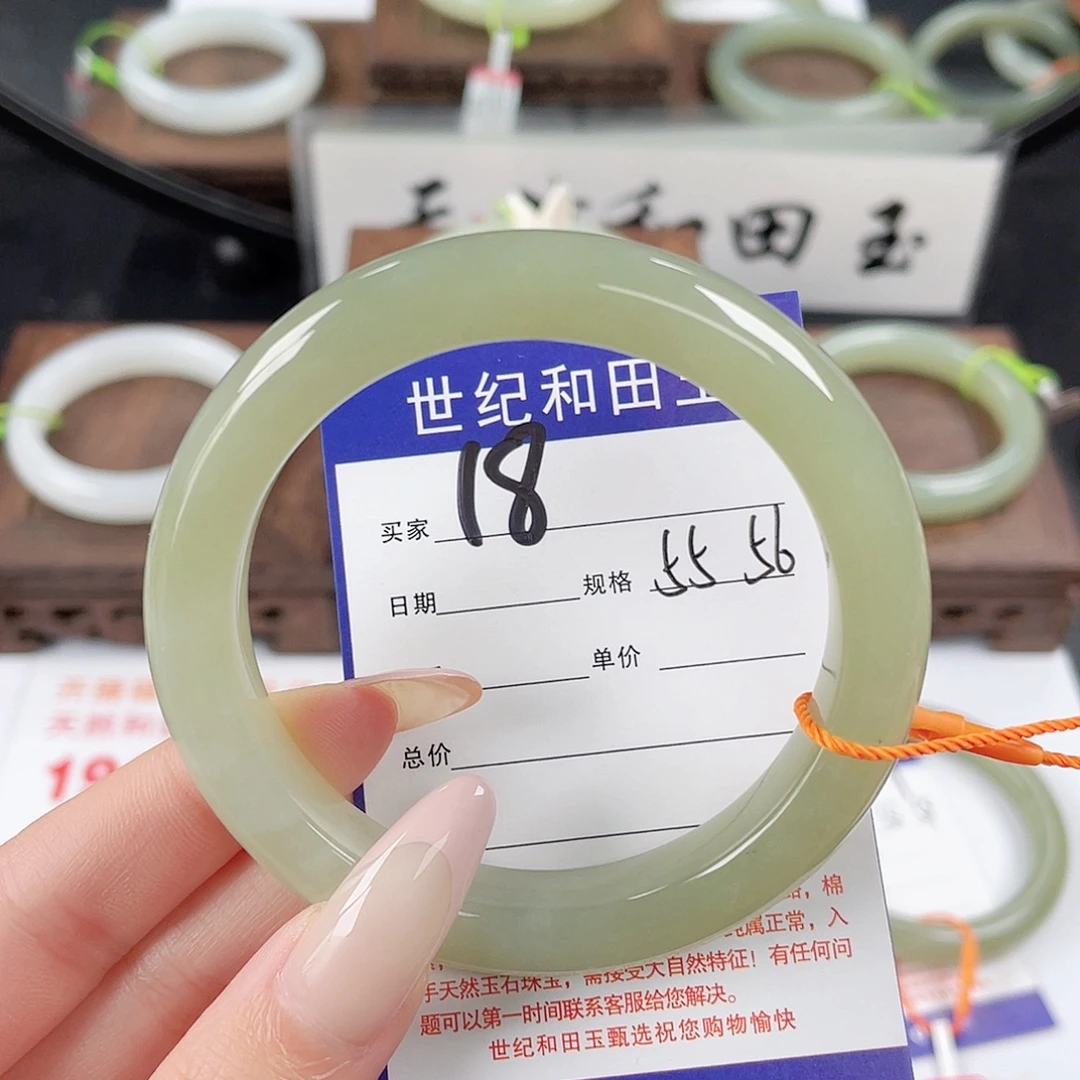 和田玉
世纪和田玉
买家 18
日期 规格 55 56
单价
总价
棉
属正常，入
手天然玉石珠宝，需接受大自然特征！有任何问
题可以第一时间联系客服给您解决。
世纪和田玉甄选祝您购物愉快